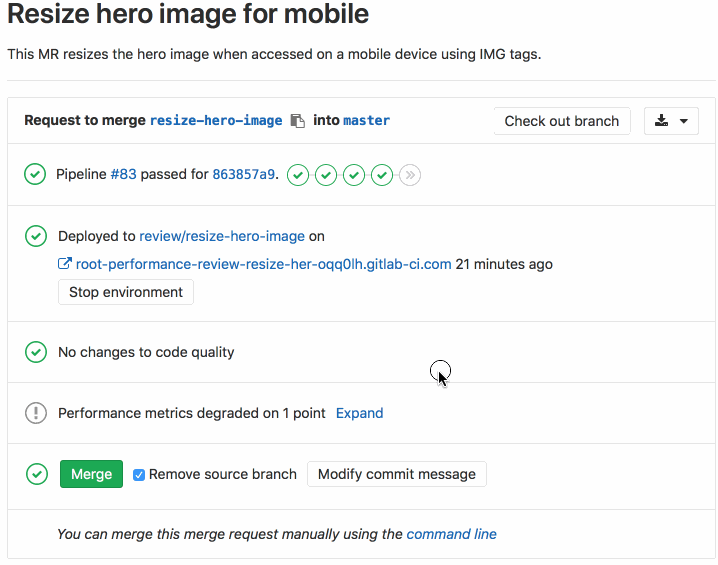 Resize hero image for mobile
This MR resizes the hero image when accessed on a mobile device using IMG tags.
Request to merge resize-hero-image into master
Check out branch
Pipeline #83 passed for 863857a9.
Deployed to review/resize-hero-image on
root-performance-review-resize-her-oqq0lh.gitlab-ci.com 21 minutes ago
Stop environment
No changes to code quality
Performance metrics degraded on 1 point Expand
Merge Remove source branch Modify commit message
You can merge this merge request manually using the command line